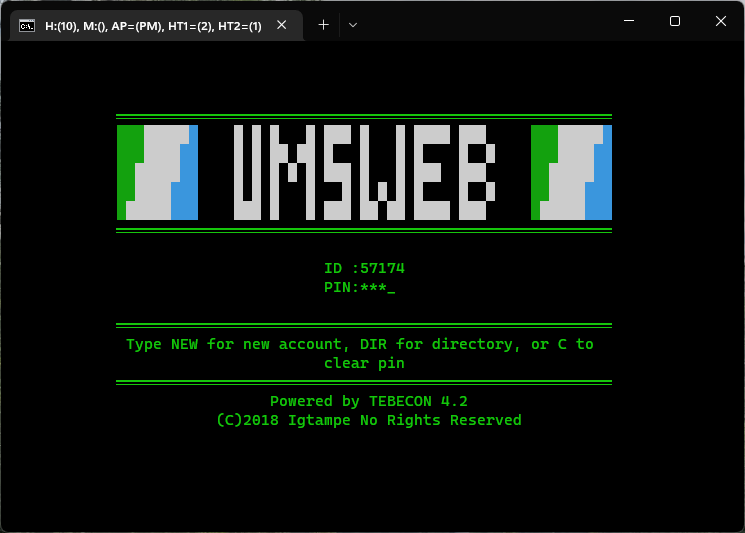 H:(10), M:(), AP=(PM), HT1=(2), HT2=(1)
UMSWEB
ID :57174
PIN:***_
Type NEW for new account, DIR for directory, or C to
clear pin
Powered by TEBECON 4.2
(C)2018 Igtampe No Rights Reserved